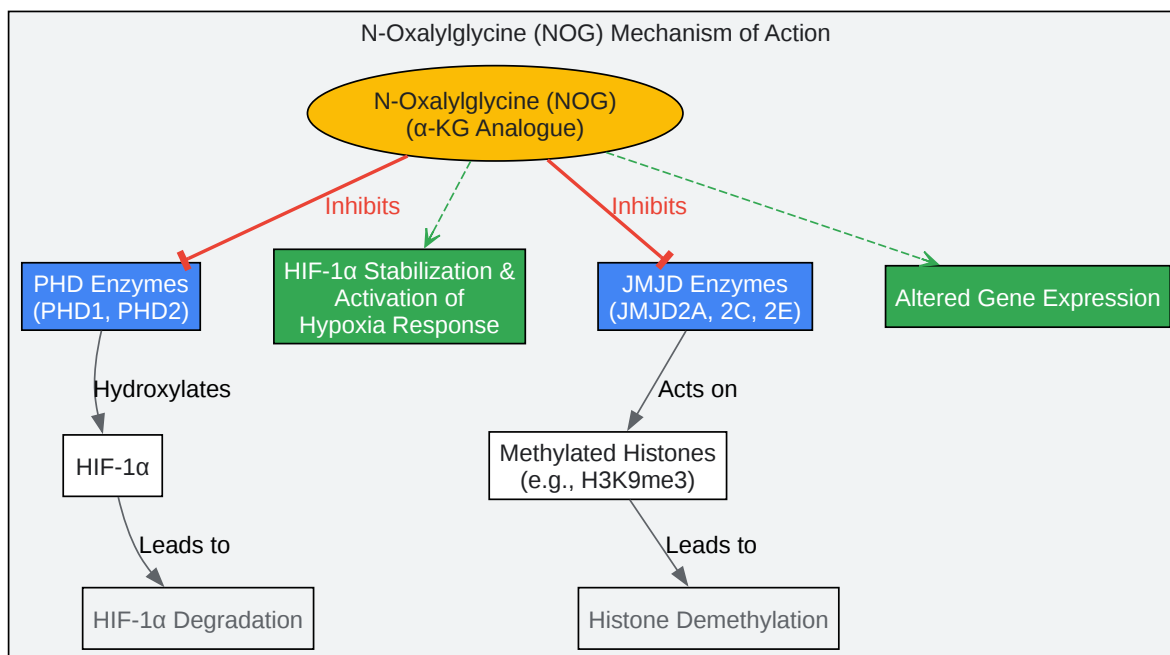 N-Oxalylglycine (NOG) Mechanism of Action
N-Oxalylglycine (NOG)
(α-KG Analogue)
Inhibits
Inhibits
PHD Enzymes
(PHD1, PHD2)
HIF-1α Stabilization &
Activation of
Hypoxia Response
JMJD Enzymes
(JMJD2A, 2C, 2E)
Altered Gene Expression
Hydroxylates
Acts on
HIF-1α
Methylated Histones
(e.g., H3K9me3)
Leads to
Leads to
HIF-1α Degradation
Histone Demethylation